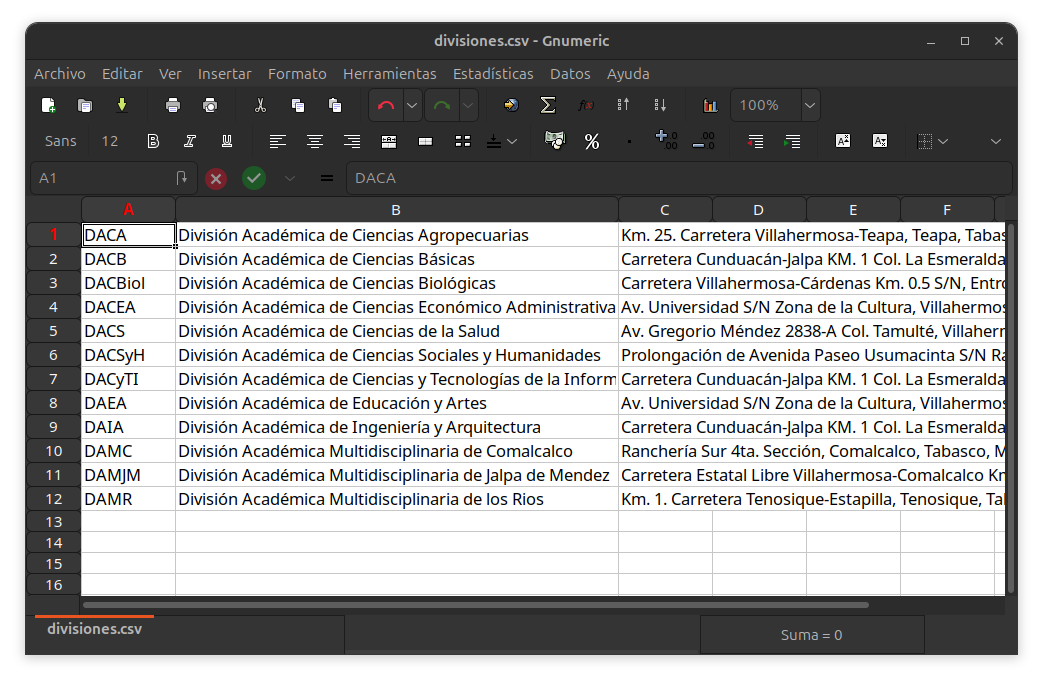 divisiones.csv - Gnumeric
Archivo Editar Ver Insertar Formato Herramientas Estadísticas Datos Ayuda
100%
Sans 12
A1 DACA
A B C D E F
1 DACA División Académica de Ciencias Agropecuarias Km. 25. Carretera Villahermosa-Teapa, Teapa, Tabas
2 DACB División Académica de Ciencias Básicas Carretera Cunduacán-Jalpa KM. 1 Col. La Esmeralda
3 DACBiol División Académica de Ciencias Biológicas Carretera Villahermosa-Cárdenas Km. 0.5 S/N, Entro
4 DACEA División Académica de Ciencias Económico Administrativa Av. Universidad S/N Zona de la Cultura, Villahermos
5 DACS División Académica de Ciencias de la Salud Av. Gregorio Méndez 2838-A Col. Tamulté, Villaherm
6 DACSyH División Académica de Ciencias Sociales y Humanidades Prolongación de Avenida Paseo Usumacinta S/N Ra
7 DACyTI División Académica de Ciencias y Tecnologías de la Inform Carretera Cunduacán-Jalpa KM. 1 Col. La Esmeralda
8 DAEA División Académica de Educación y Artes Av. Universidad S/N Zona de la Cultura, Villahermos
9 DAIA División Académica de Ingeniería y Arquitectura Carretera Cunduacán-Jalpa KM. 1 Col. La Esmeralda
10 DAMC División Académica Multidisciplinaria de Comalcalco Ranchería Sur 4ta. Sección, Comalcalco, Tabasco, M
11 DAMJM División Académica Multidisciplinaria de Jalpa de Mendez Carretera Estatal Libre Villahermosa-Comalcalco Km
12 DAMR División Académica Multidisciplinaria de los Rios Km. 1. Carretera Tenosique-Estapilla, Tenosique, Tab
13
14
15
16
divisiones.csv
Suma = 0